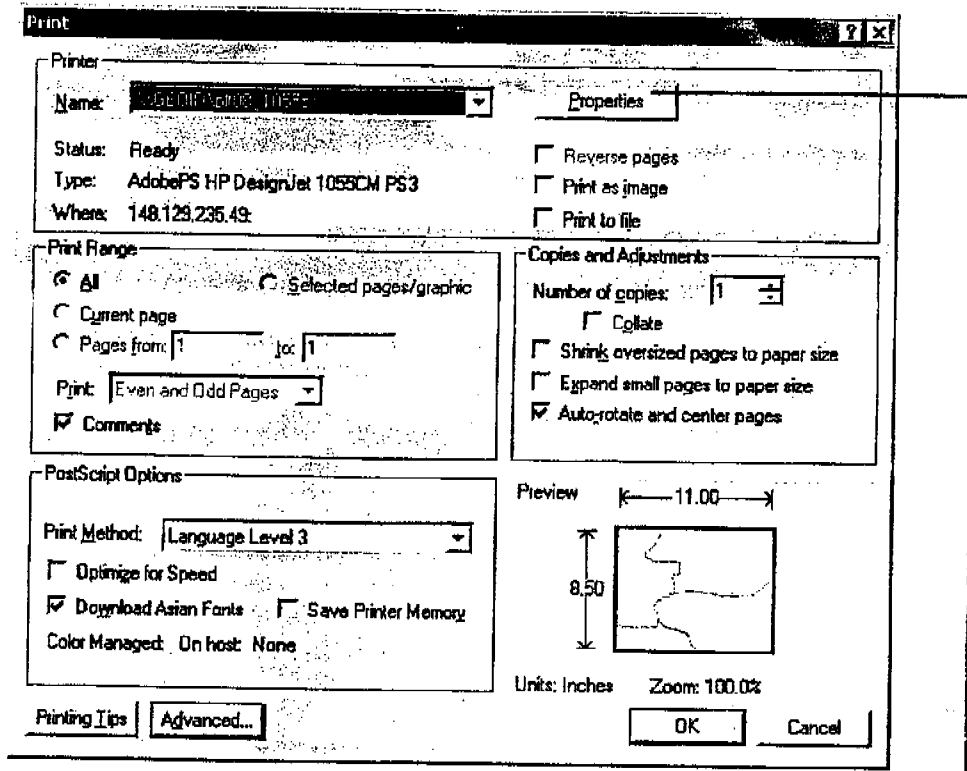 Print
Printer
Name:
Properties
Status: Ready
Reverse pages
Type: AdobePS HP DesignJet 1055CM PS3
Print as image
Where: 148.129.235.49:
Print to file
Print Range
All
Selected pages/graphic
Current page
Pages from: 1 to: 1
Print: Even and Odd Pages
Comments
Copies and Adjustments
Number of copies: 1
Collate
Shrink oversized pages to paper size
Expand small pages to paper size
Auto-rotate and center pages
PostScript Options
Print Method: Language Level 3
Optimize for Speed
Download Asian Fonts Save Printer Memory
Color Managed: On host: None
Preview
11.00
8.50
Units: Inches Zoom: 100.0%
Printing Tips Advanced... OK Cancel